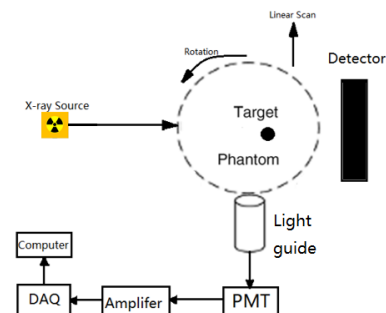 Linear Scan
Rotation
Detector
X-ray Source
Target
Phantom
Light
guide
Computer
DAQ
Amplifer
PMT